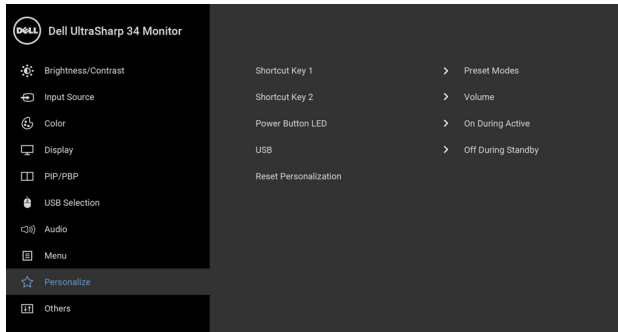 DELL Dell UltraSharp 34 Monitor
Brightness/Contrast
Input Source
Color
Display
PIP/PBP
USB Selection
Audio
Menu
Personalize
Others
Shortcut Key 1 > Preset Modes
Shortcut Key 2 > Volume
Power Button LED > On During Active
USB > Off During Standby
Reset Personalization